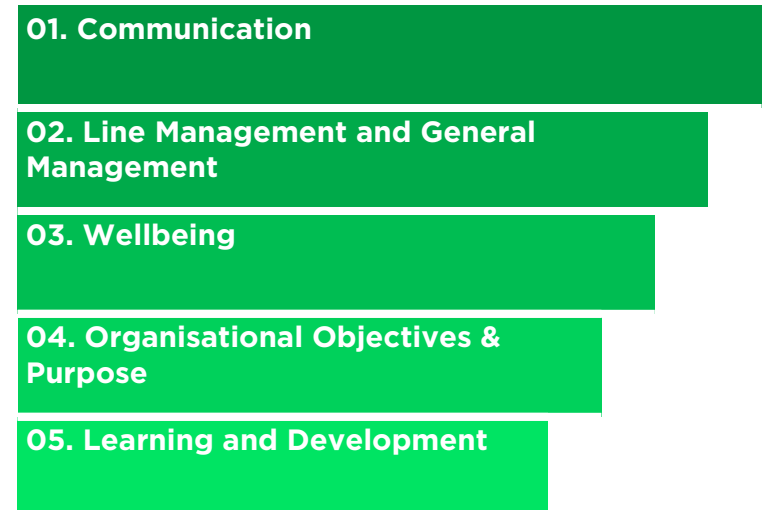 01. Communication
02. Line Management and General
Management
03. Wellbeing
04. Organisational Objectives &
Purpose
05. Learning and Development